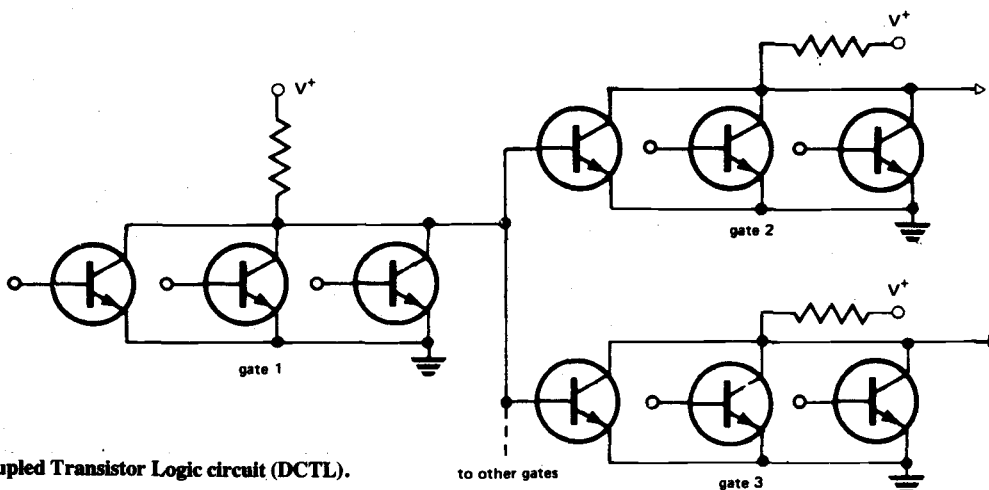 V+
V+
gate 2
V+
gate 1
upled Transistor Logic circuit (DCTL).
to other gates
gate 3